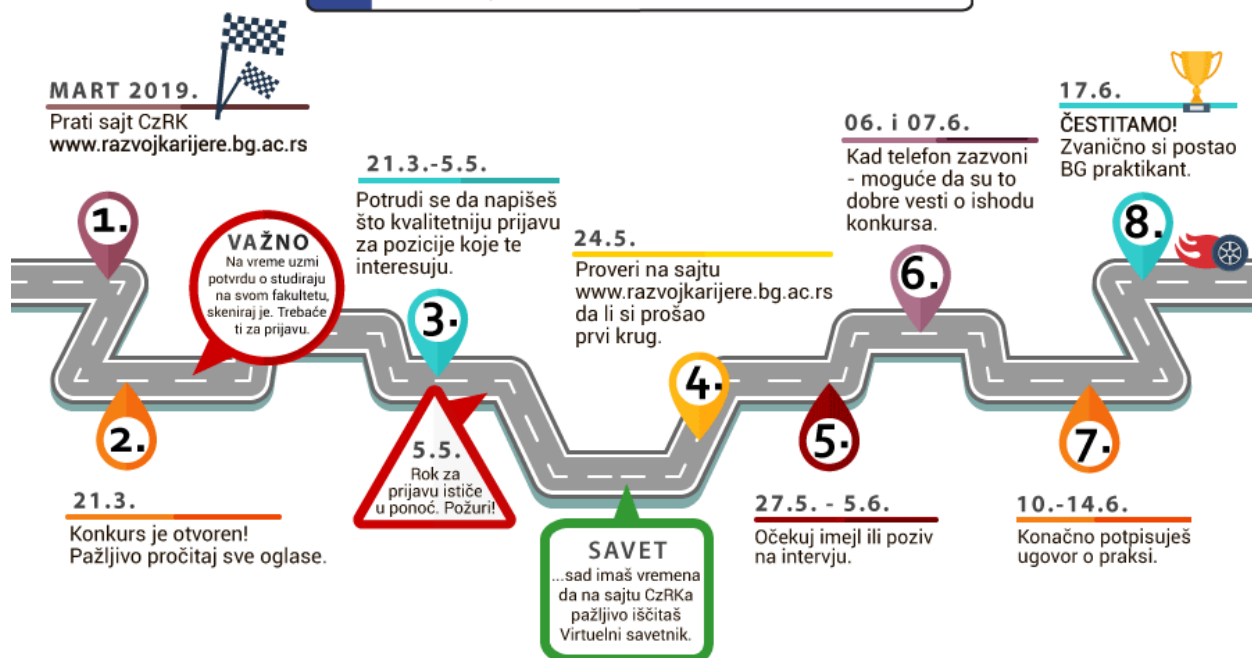 MART 2019.
Prati sajt CzRK
www.razvojkarijere.bg.ac.rs
1.
VAŽNO
Na vreme uzmi
potvrdu o studiraju
na svom fakultetu,
skeniraj je. Trebaće
ti za prijavu.
2.
21.3.
Konkurs je otvoren!
Pažljivo pročitaj sve oglase.
21.3.-5.5.
Potrudi se da napišeš
što kvalitetniju prijavu
za pozicije koje te
interesuju.
3.
5.5.
Rok za
prijavu ističe
u ponoć. Požuri!
SAVET
...sad imaš vremena
da na sajtu CzRKa
pažljivo iščitaš
Virtuelni savetnik.
24.5.
Proveri na sajtu
www.razvojkarijere.bg.ac.rs
da li si prošao
prvi krug.
4.
5.
27.5. - 5.6.
Očekuj imejl ili poziv
na intervju.
06. i 07.6.
Kad telefon zazvoni
- moguće da su to
dobre vesti o ishodu
konkursa.
6.
7.
10.-14.6.
Konačno potpisuješ
ugovor o praksi.
17.6.
ČESTITAMO!
Zvanično si postao
BG praktikant.
8.